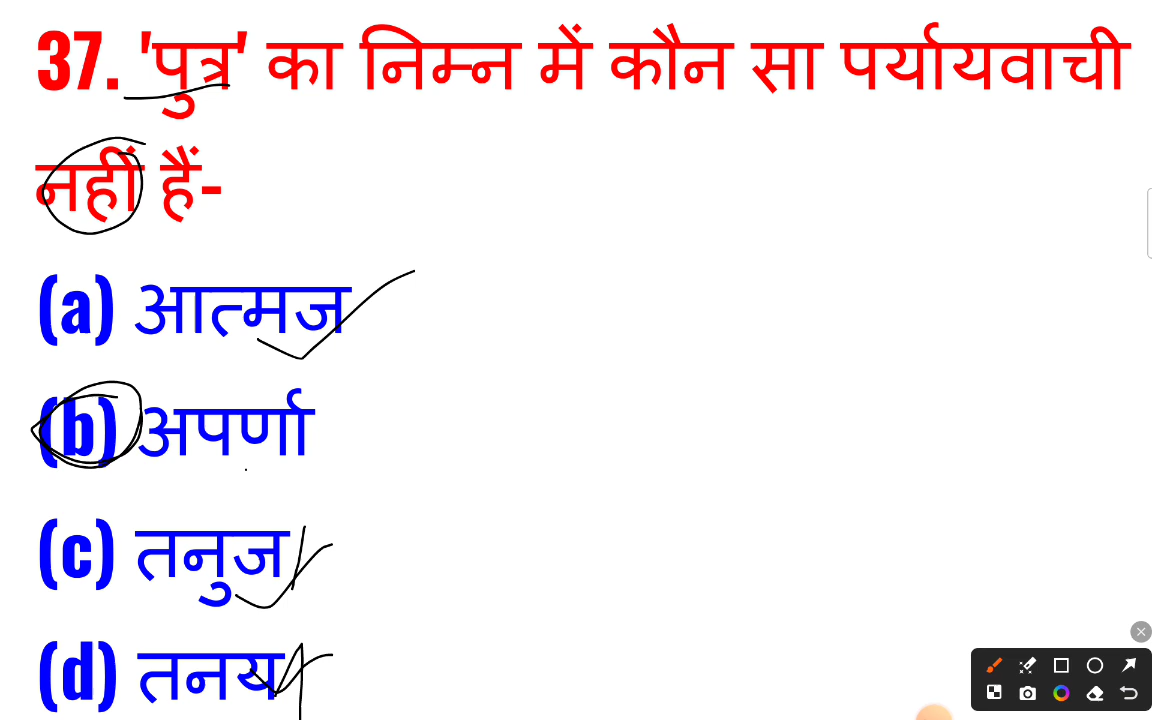 37. 'पुत्र' का निम्न में कौन सा पर्यायवाची
नहीं हैं-
(a) आत्मज
(b) अपर्णा
(c) तनुज
(d) तनय